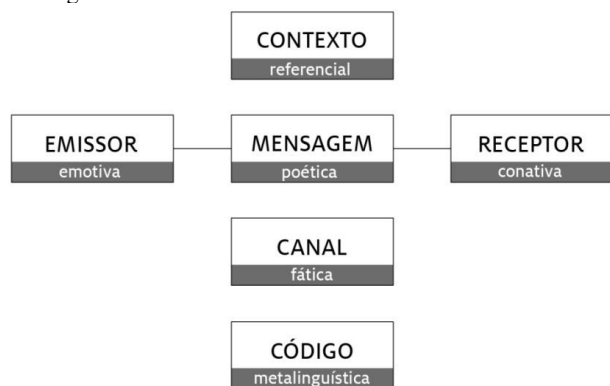 CONTEXTO
referencial
EMISSOR
emotiva
MENSAGEM
poética
RECEPTOR
conativa
CANAL
fática
CÓDIGO
metalinguística